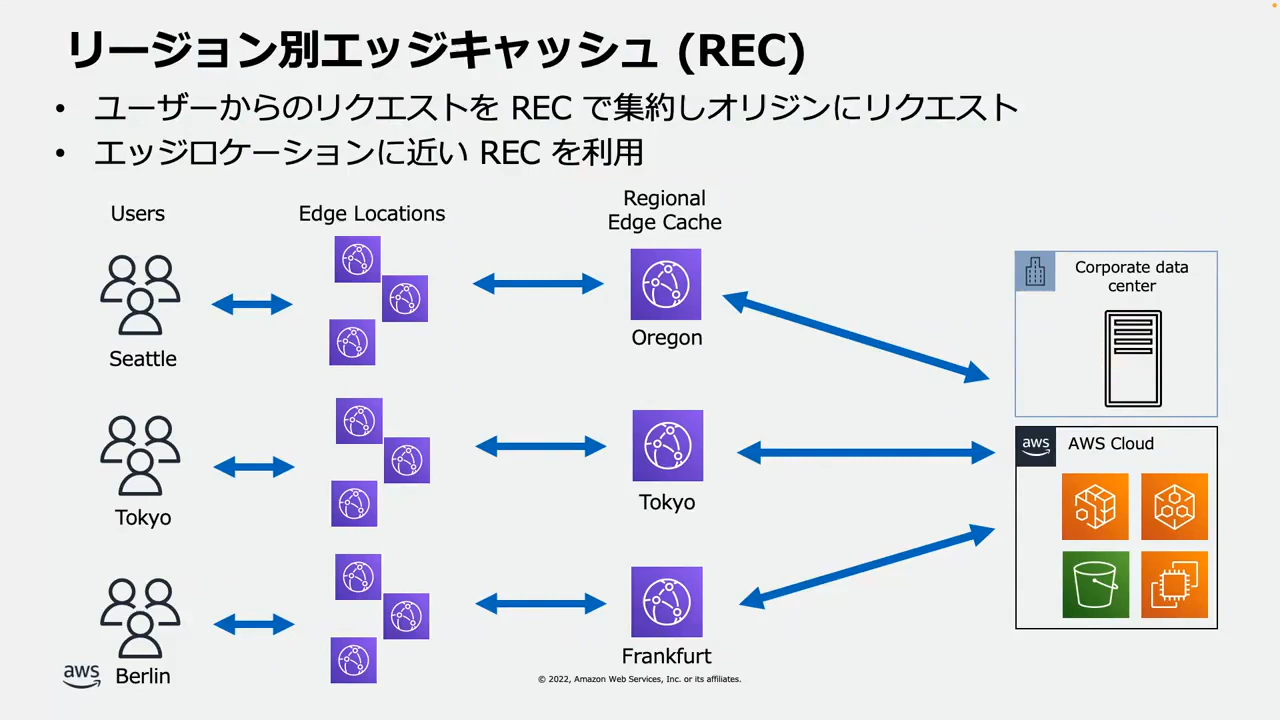 リージョン別エッジキャッシュ (REC)
• ユーザーからのリクエストを REC で集約しオリジンにリクエスト
• エッジロケーションに近い REC を利用
Users
Edge Locations
Regional
Edge Cache
Seattle
Oregon
Corporate data
center
Tokyo
Tokyo
aws
AWS Cloud
Berlin
Frankfurt
aws
© 2022, Amazon Web Services, Inc. or its affiliates.